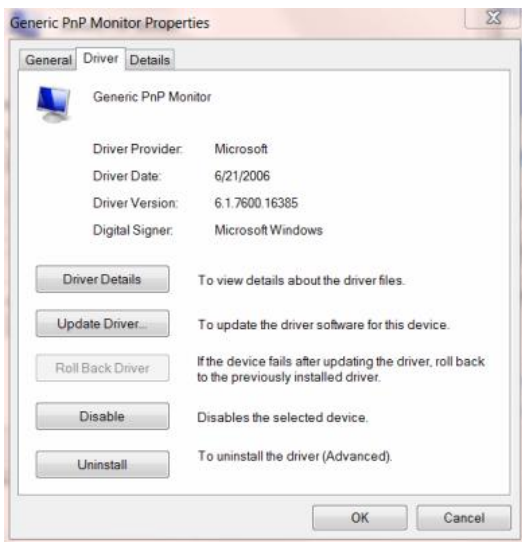 Generic PnP Monitor Properties
General Driver Details
Generic PnP Monitor
Driver Provider: Microsoft
Driver Date: 6/21/2006
Driver Version: 6.1.7600.16385
Digital Signer: Microsoft Windows
Driver Details To view details about the driver files.
Update Driver... To update the driver software for this device.
Roll Back Driver If the device fails after updating the driver, roll back
to the previously installed driver.
Disable Disables the selected device.
Uninstall To uninstall the driver (Advanced).
OK Cancel